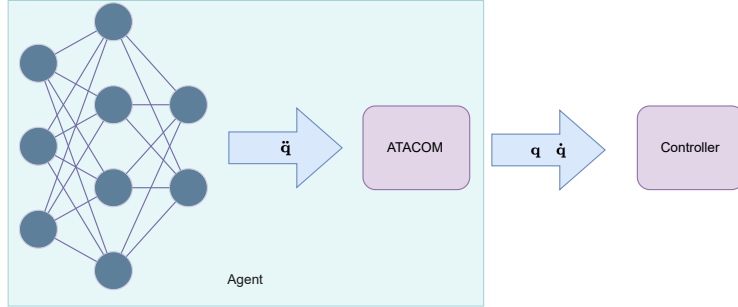 q̈
ATACOM
q q̇
Controller
Agent